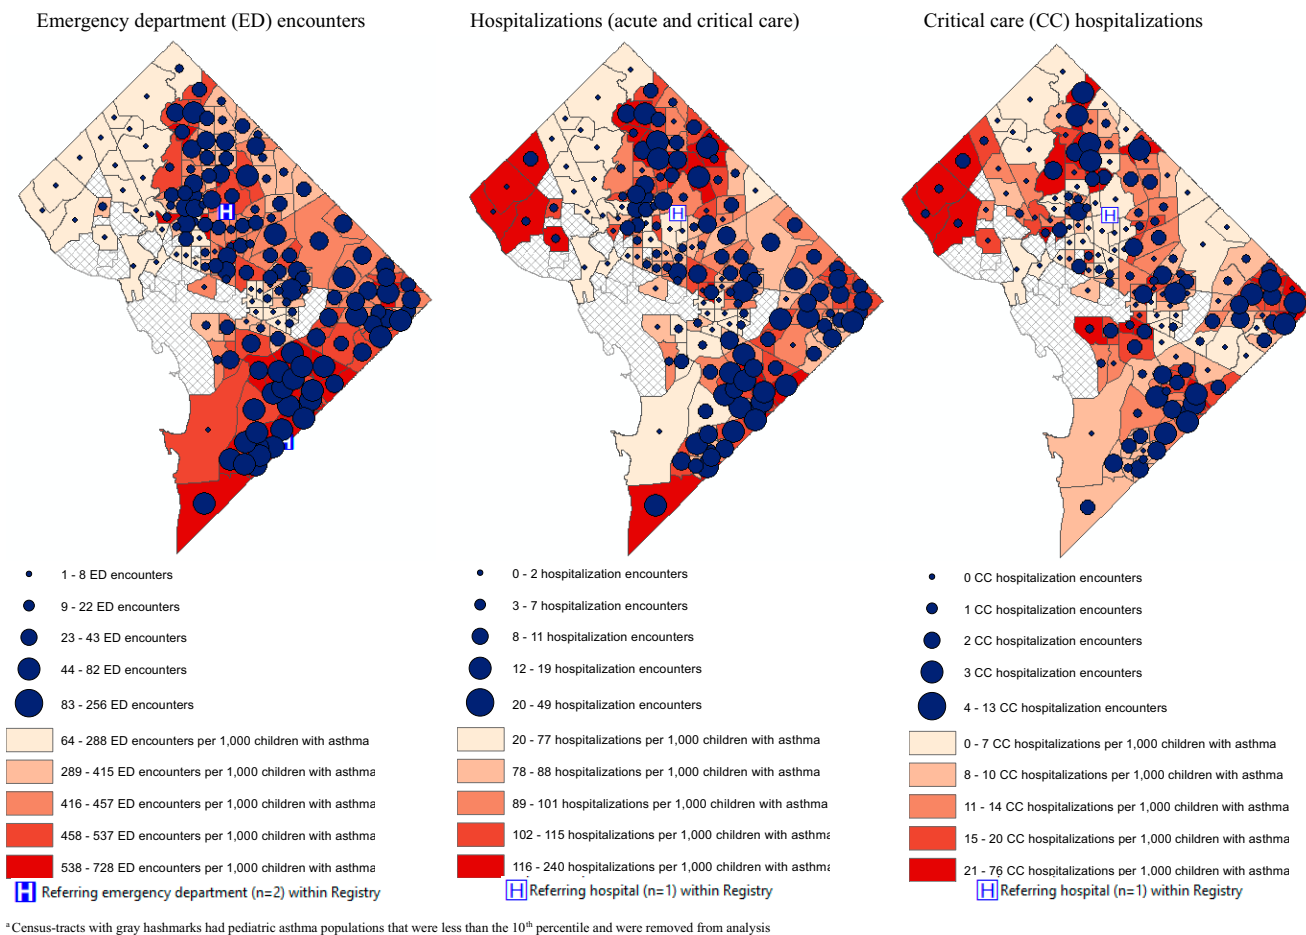 Emergency department (ED) encounters
Hospitalizations (acute and critical care)
Critical care (CC) hospitalizations
H
H
H
1 - 8 ED encounters
9 - 22 ED encounters
23 - 43 ED encounters
44 - 82 ED encounters
83 - 256 ED encounters
64 - 288 ED encounters per 1,000 children with asthma
289 - 415 ED encounters per 1,000 children with asthma
416 - 457 ED encounters per 1,000 children with asthma
458 - 537 ED encounters per 1,000 children with asthma
538 - 728 ED encounters per 1,000 children with asthma
H Referring emergency department (n=2) within Registry
0 - 2 hospitalization encounters
3 - 7 hospitalization encounters
8 - 11 hospitalization encounters
12 - 19 hospitalization encounters
20 - 49 hospitalization encounters
20 - 77 hospitalizations per 1,000 children with asthma
78 - 88 hospitalizations per 1,000 children with asthma
89 - 101 hospitalizations per 1,000 children with asthma
102 - 115 hospitalizations per 1,000 children with asthma
116 - 240 hospitalizations per 1,000 children with asthma
H Referring hospital (n=1) within Registry
0 CC hospitalization encounters
1 CC hospitalization encounters
2 CC hospitalization encounters
3 CC hospitalization encounters
4 - 13 CC hospitalization encounters
0 - 7 CC hospitalizations per 1,000 children with asthma
8 - 10 CC hospitalizations per 1,000 children with asthma
11 - 14 CC hospitalizations per 1,000 children with asthma
15 - 20 CC hospitalizations per 1,000 children with asthma
21 - 76 CC hospitalizations per 1,000 children with asthma
H Referring hospital (n=1) within Registry
a Census-tracts with gray hashmarks had pediatric asthma populations that were less than the 10th percentile and were removed from analysis